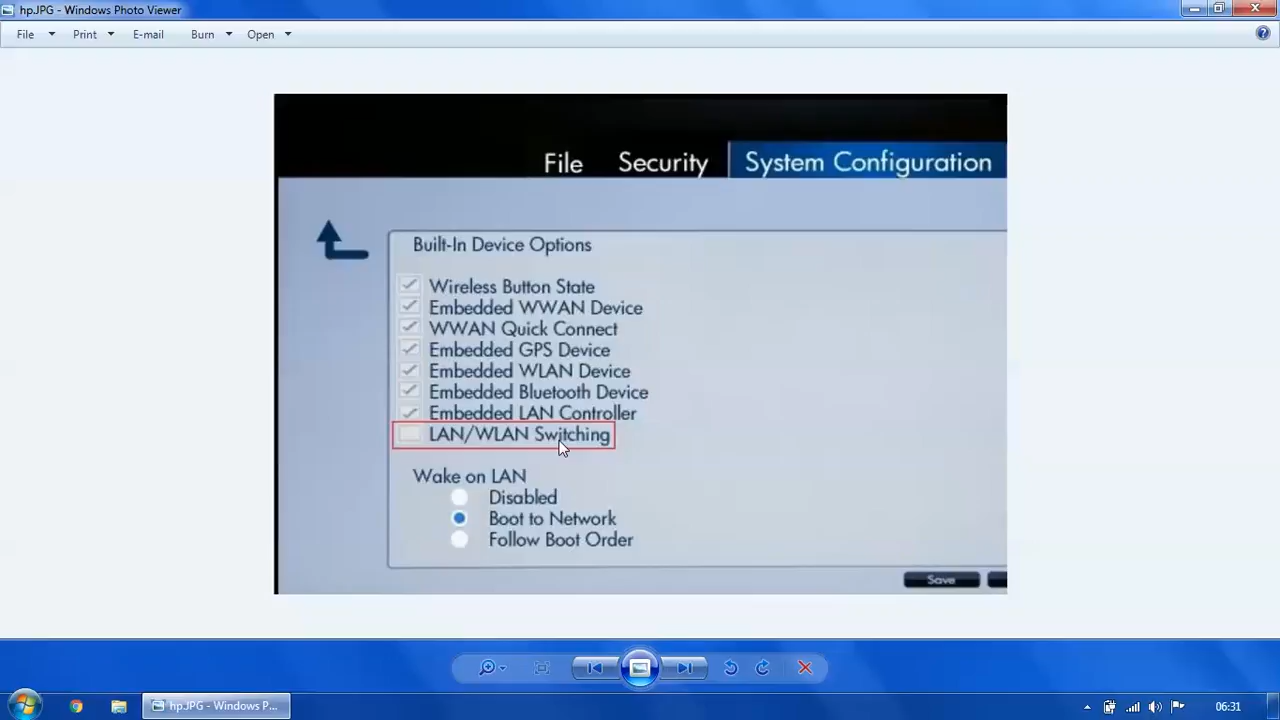 hp.JPG - Windows Photo Viewer
File Print E-mail Burn Open
File Security System Configuration
Built-In Device Options
Wireless Button State
Embedded WWAN Device
WWAN Quick Connect
Embedded GPS Device
Embedded WLAN Device
Embedded Bluetooth Device
Embedded LAN Controller
LAN/WLAN Switching
Wake on LAN
Disabled
Boot to Network
Follow Boot Order
Save
hp.JPG - Windows P...
06:31